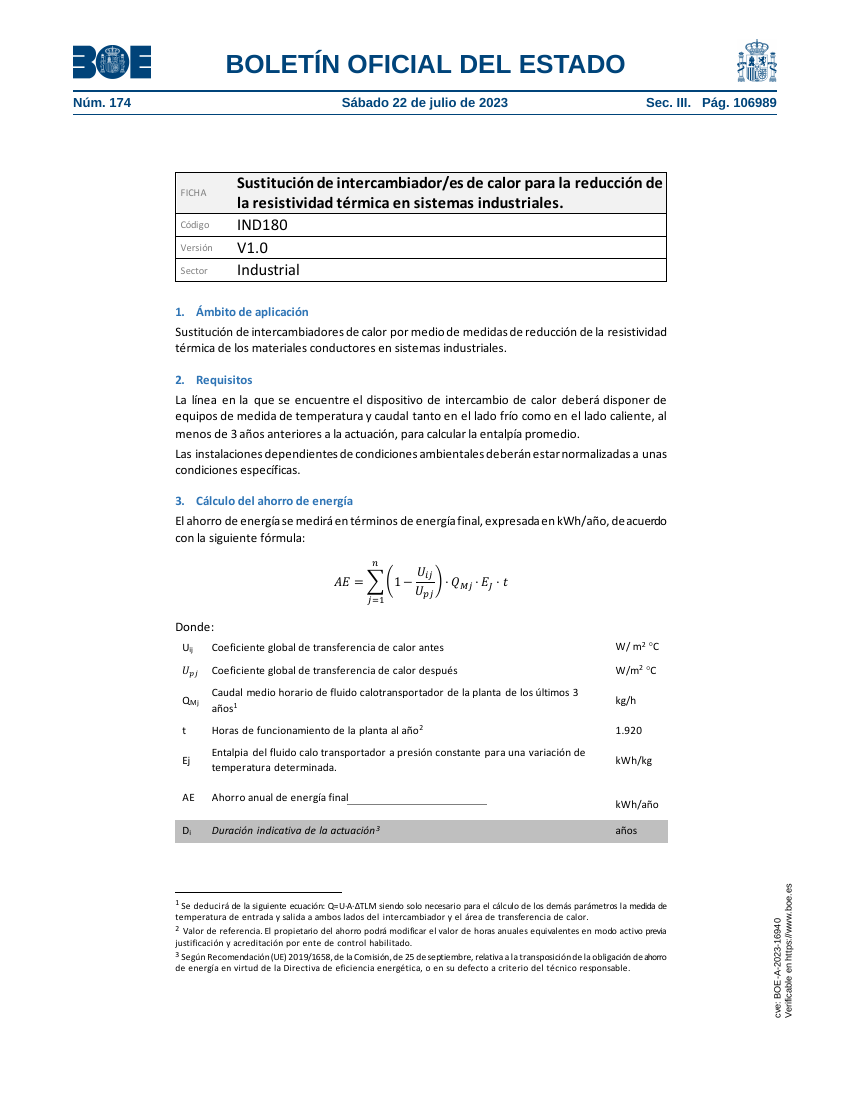 BOE
BOLETÍN OFICIAL DEL ESTADO
Núm. 174 Sábado 22 de julio de 2023 Sec. III. Pág. 106989
FICHA Sustitución de intercambiador/es de calor para la reducción de
la resistividad térmica en sistemas industriales.
Código IND180
Versión V1.0
Sector Industrial
1. Ámbito de aplicación
Sustitución de intercambiadores de calor por medio de medidas de reducción de la resistividad
térmica de los materiales conductores en sistemas industriales.
2. Requisitos
La línea en la que se encuentre el dispositivo de intercambio de calor deberá disponer de
equipos de medida de temperatura y caudal tanto en el lado frío como en el lado caliente, al
menos de 3 años anteriores a la actuación, para calcular la entalpía promedio.
Las instalaciones dependientes de condiciones ambientales deberán estar normalizadas a unas
condiciones específicas.
3. Cálculo del ahorro de energía
El ahorro de energía se medirá en términos de energía final, expresada en kWh/año, de acuerdo
con la siguiente fórmula:
AE = ∑_{j=1}^{n} (1 − U_{ij}/U_{pj}) · Q_{Mj} · E_J · t
Donde:
U_{ij} Coeficiente global de transferencia de calor antes W/ m² °C
U_{pj} Coeficiente global de transferencia de calor después W/m² °C
Q_{Mj} Caudal medio horario de fluido calotransportador de la planta de los últimos 3
años¹ kg/h
t Horas de funcionamiento de la planta al año² 1.920
Ej Entalpia del fluido calo transportador a presión constante para una variación de
temperatura determinada. kWh/kg
AE Ahorro anual de energía final kWh/año
D_i Duración indicativa de la actuación³ años
¹ Se deducirá de la siguiente ecuación: Q=U·A·ΔTLM siendo solo necesario para el cálculo de los demás parámetros la medida de
temperatura de entrada y salida a ambos lados del intercambiador y el área de transferencia de calor.
² Valor de referencia. El propietario del ahorro podrá modificar el valor de horas anuales equivalentes en modo activo previa
justificación y acreditación por ente de control habilitado.
³ Según Recomendación (UE) 2019/1658, de la Comisión, de 25 de septiembre, relativa a la transposición de la obligación de ahorro
de energía en virtud de la Directiva de eficiencia energética, o en su defecto a criterio del técnico responsable.
cve: BOE-A-2023-16940
Verificable en https://www.boe.es